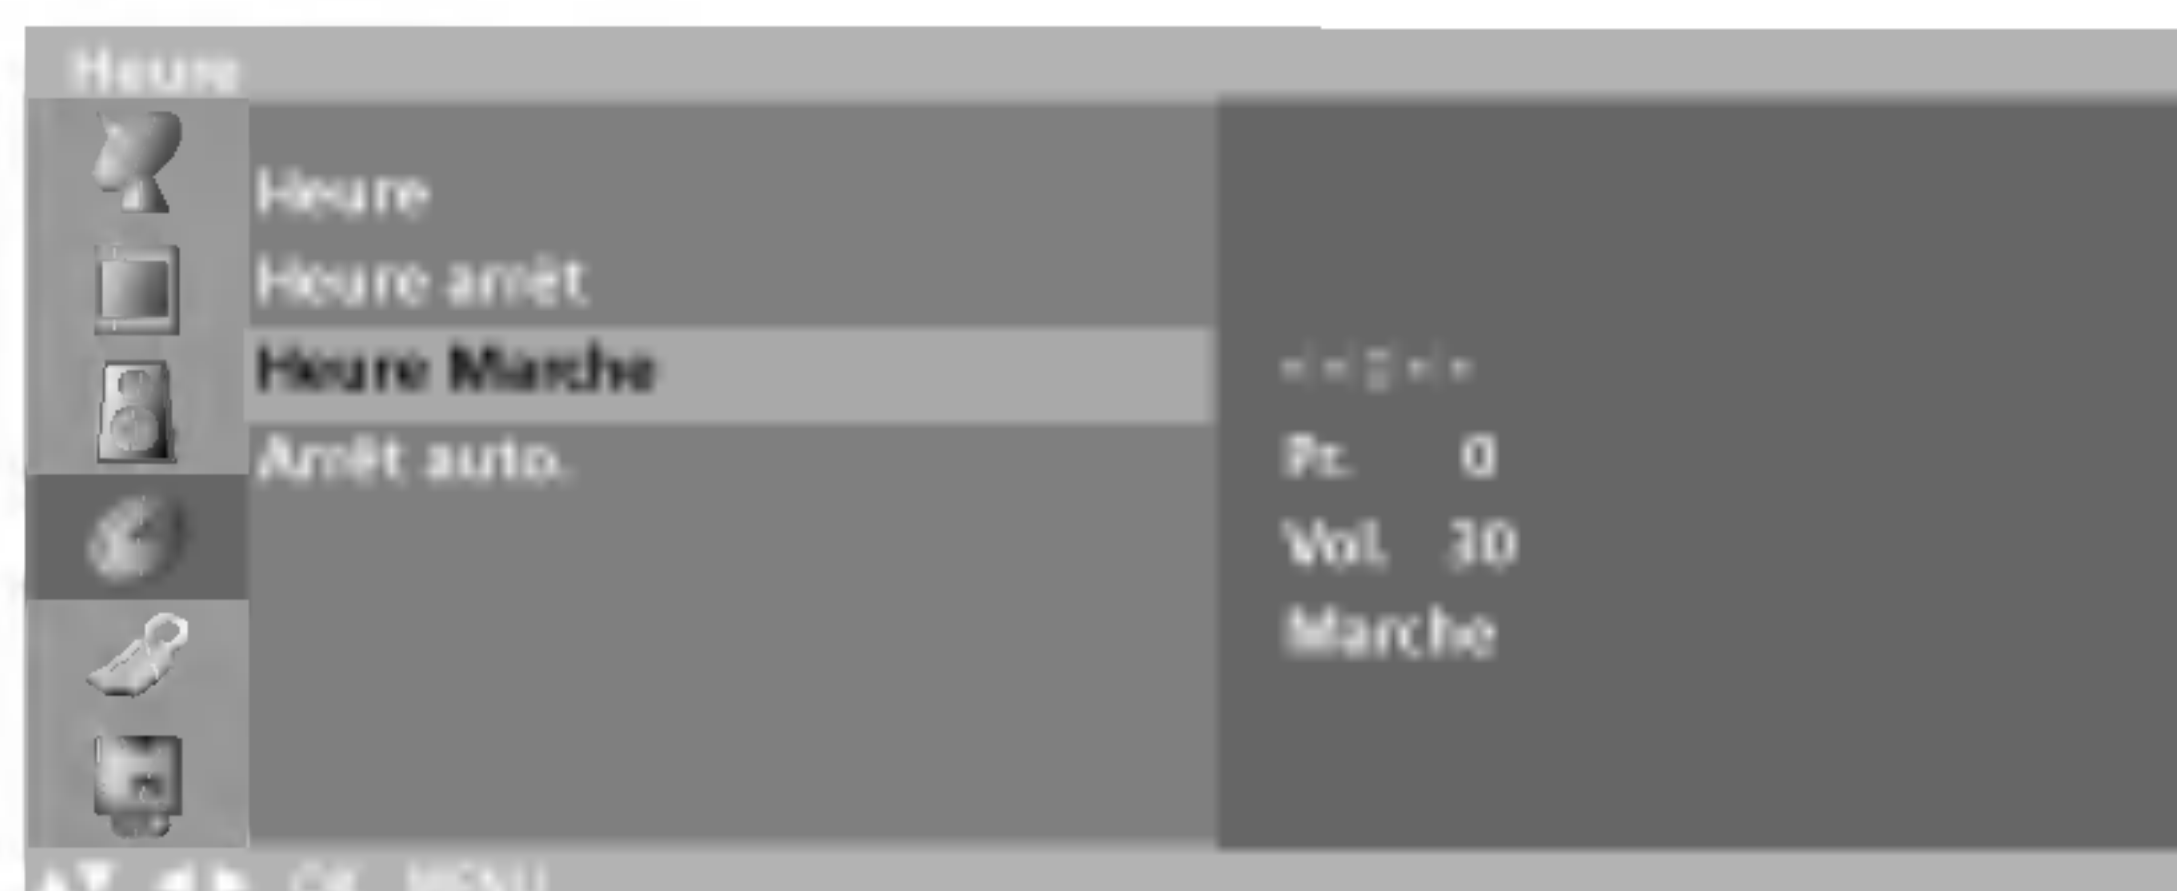 Heure
Heure
Heure arrêt
Heure Marche
- - : - -
Arrêt auto.
Pr. 0
Vol. 30
Marche
OK MENU